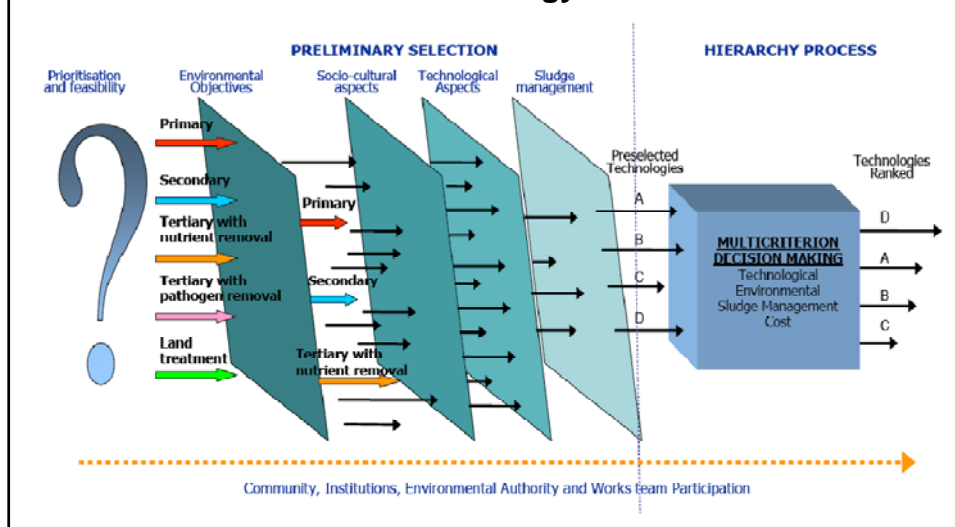 PRELIMINARY SELECTION
HIERARCHY PROCESS
Prioritisation
and feasibility
Environmental
Objectives
Socio-cultural
aspects
Technological
Aspects
Sludge
management
Primary
Secondary
Tertiary with
nutrient removal
Tertiary with
pathogen removal
Land
treatment
Primary
Secondary
Tertiary with
nutrient removal
Preselected
Technologies
A
B
C
D
MULTICRITERION
DECISION MAKING
Technological
Environmental
Sludge Management
Cost
Technologies
Ranked
D
A
B
C
Community, Institutions, Environmental Authority and Works team Participation